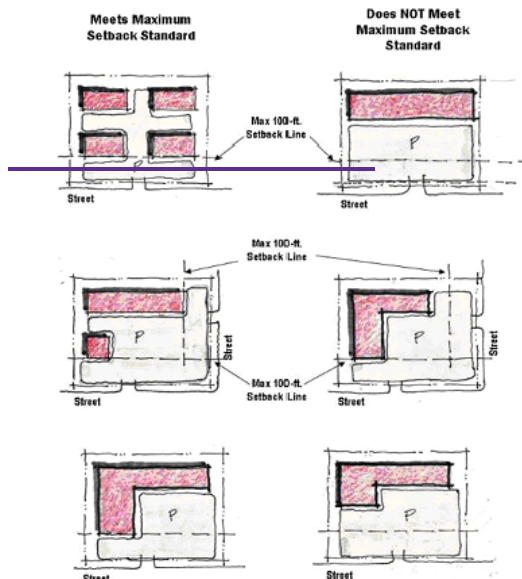 Meets Maximum
Setback Standard
Does NOT Meet
Maximum Setback
Standard
Max 100-ft.
Setback Line
P
P
Street
Street
Max 100-ft.
Setback Line
P
P
Street
Street
Max 100-ft.
Setback Line
Street
Street
P
P
Street
Street